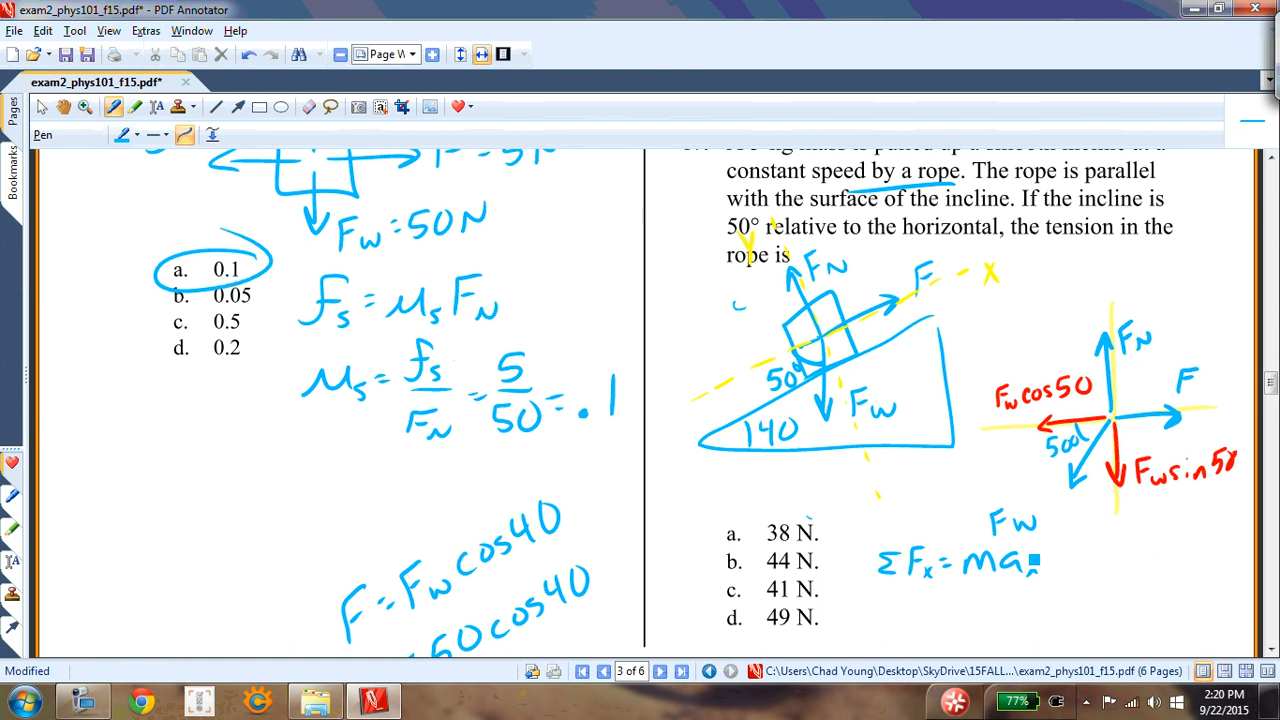 exam2_phys101_f15.pdf* - PDF Annotator
File Edit Tool View Extras Window Help
Page W
exam2_phys101_f15.pdf*
Pen
Pages
Bookmarks
F = 5N
FW = 50N
a. 0.1
b. 0.05
c. 0.5
d. 0.2
fs = μs FN
μs = fs/FN = 5/50 = .1
F = FW cos40
50 cos40
constant speed by a rope. The rope is parallel
with the surface of the incline. If the incline is
50° relative to the horizontal, the tension in the
rope is
Y
FN
F
x
50°
FW
140
FN
FW cos50
F
50°
FW sin50
a. 38 N.
b. 44 N.
c. 41 N.
d. 49 N.
FW
ΣFx = max
Modified
3 of 6
C:\Users\Chad Young\Desktop\SkyDrive\15FALL...\exam2_phys101_f15.pdf (6 Pages)
77%
2:20 PM
9/22/2015